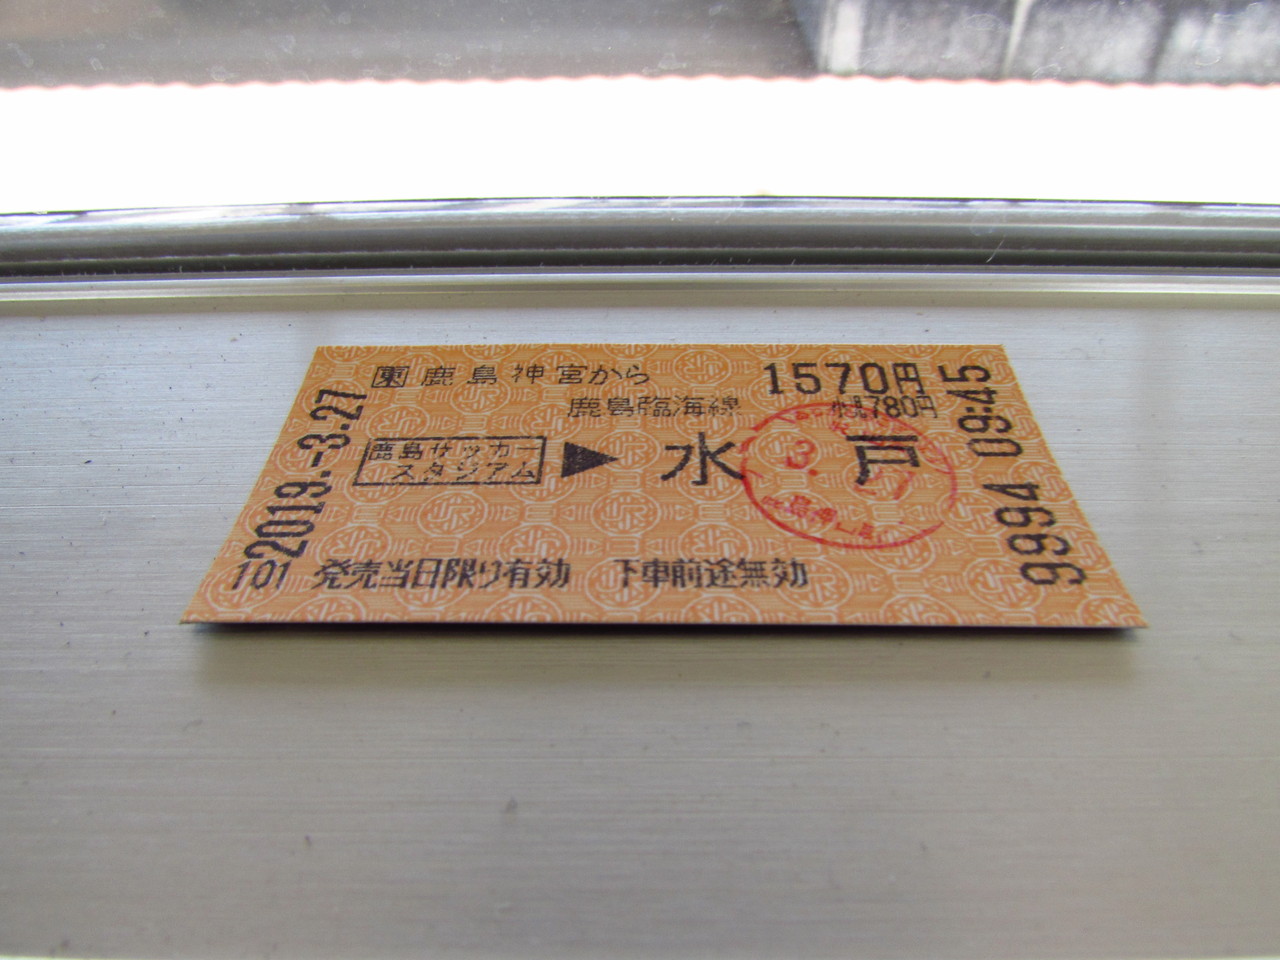 東 鹿島神宮から
1570円
鹿島臨海線
小児780円
鹿島サッカー
スタジアム
▶ 水戸
発売当日限り有効 下車前途無効
2019.-3.27
101
9994 09:45
3.